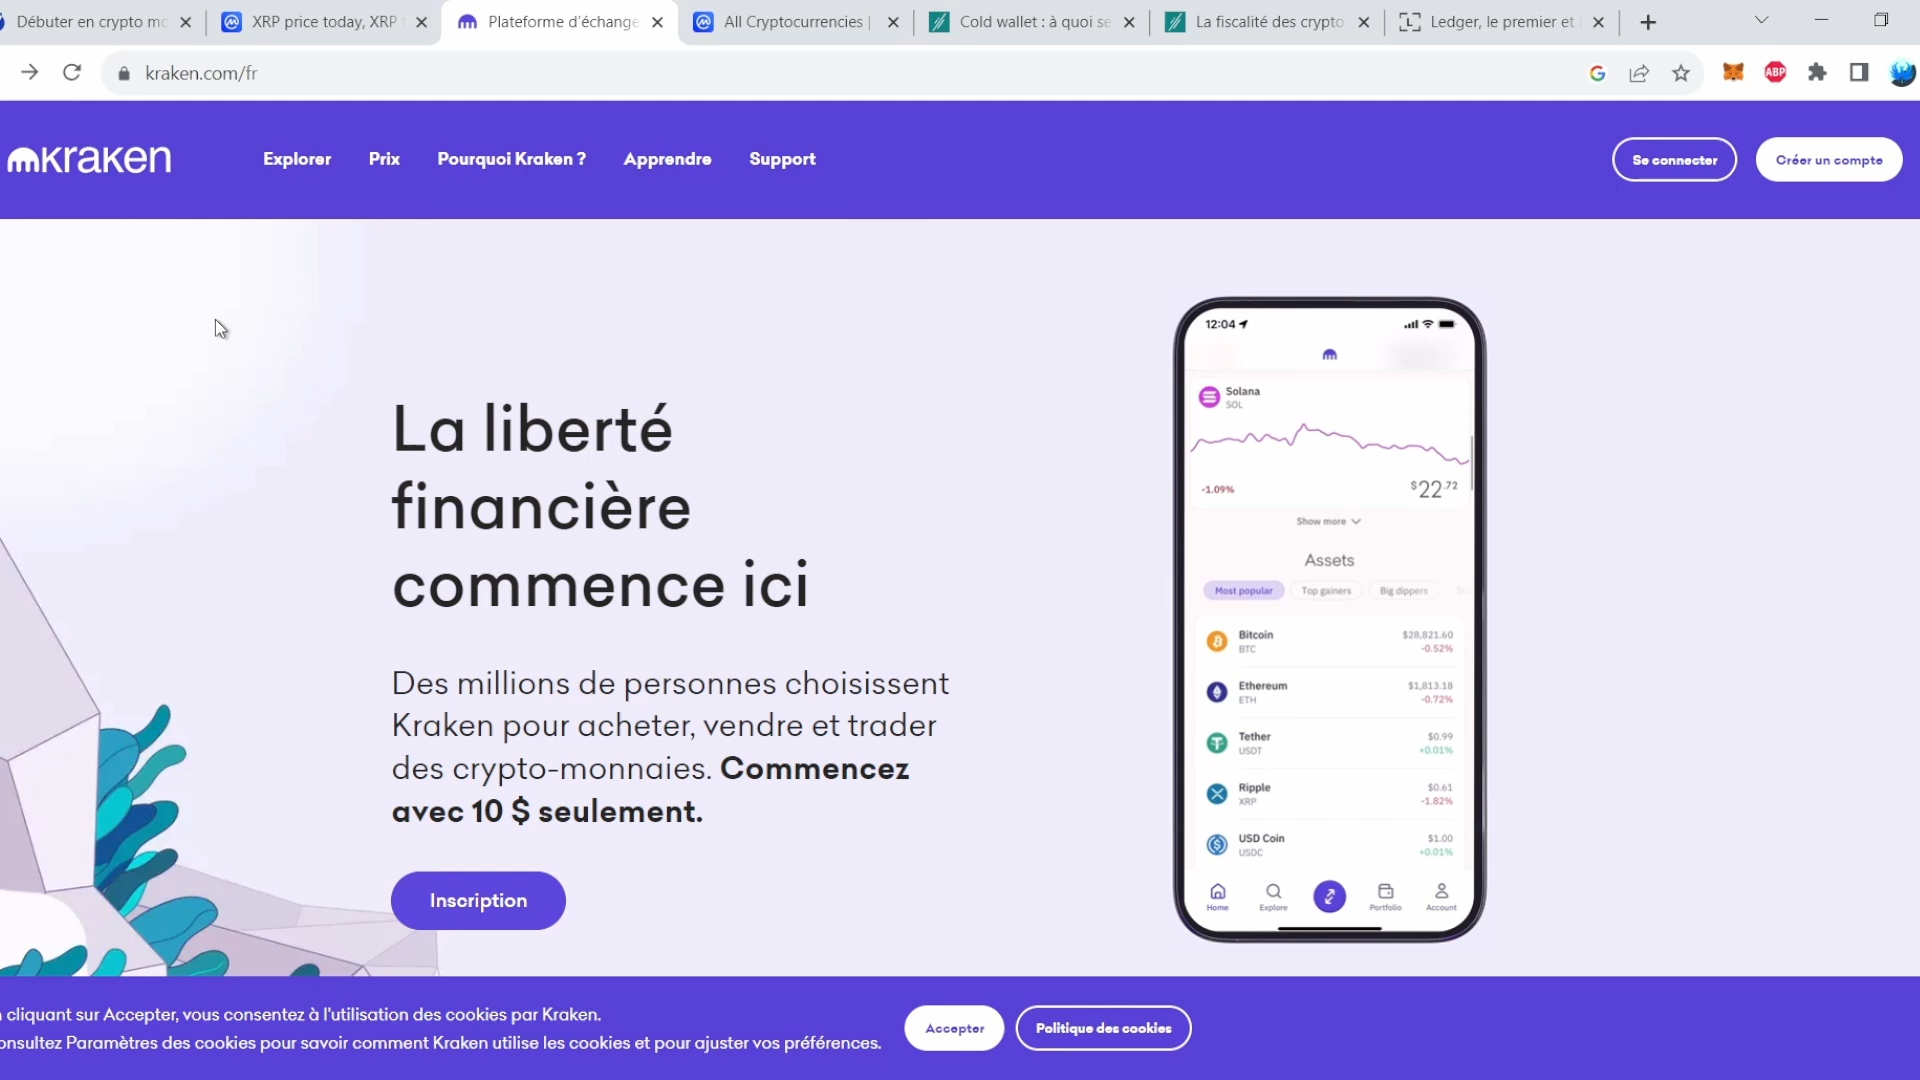 Débuter en crypto mo
XRP price today, XRP
Plateforme d'échange
All Cryptocurrencies |
Cold wallet : à quoi se
La fiscalité des crypto
Ledger, le premier et
kraken.com/fr
ABP
kraken
Explorer
Prix
Pourquoi Kraken ?
Apprendre
Support
Se connecter
Créer un compte
La liberté
financière
commence ici
Des millions de personnes choisissent
Kraken pour acheter, vendre et trader
des crypto-monnaies. Commencez
avec 10 $ seulement.
Inscription
12:04
Solana
SOL
-1.09%
$22.72
Show more
Assets
Most popular
Top gainers
Big dippers
Bitcoin
$28,821.60
BTC
-0.52%
Ethereum
$1,813.18
ETH
-0.72%
Tether
$0.99
USDT
+0.01%
Ripple
$0.61
XRP
-1.82%
USD Coin
$1.00
USDC
+0.01%
Home
Explore
Portfolio
Account
cliquant sur Accepter, vous consentez à l'utilisation des cookies par Kraken.
onsultez Paramètres des cookies pour savoir comment Kraken utilise les cookies et pour ajuster vos préférences.
Accepter
Politique des cookies